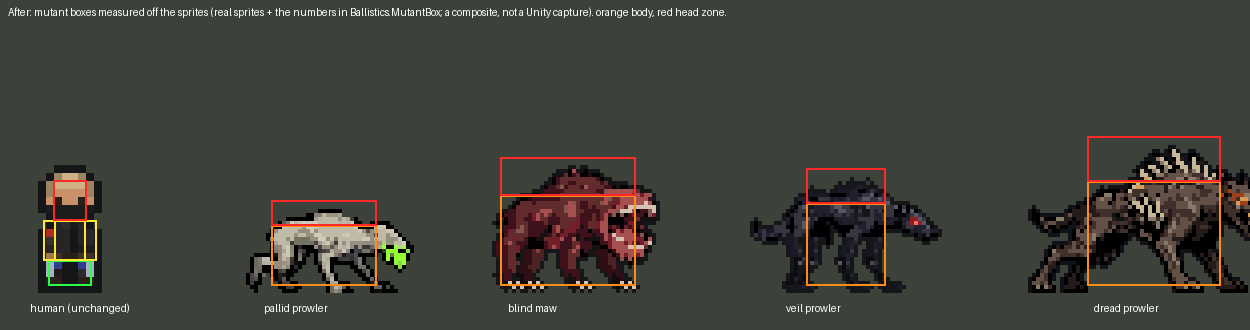 After: mutant boxes measured off the sprites (real sprites + the numbers in Ballistics.MutantBox; a composite, not a Unity capture). orange body, red head zone.
human (unchanged)
pallid prowler
blind maw
veil prowler
dread prowler